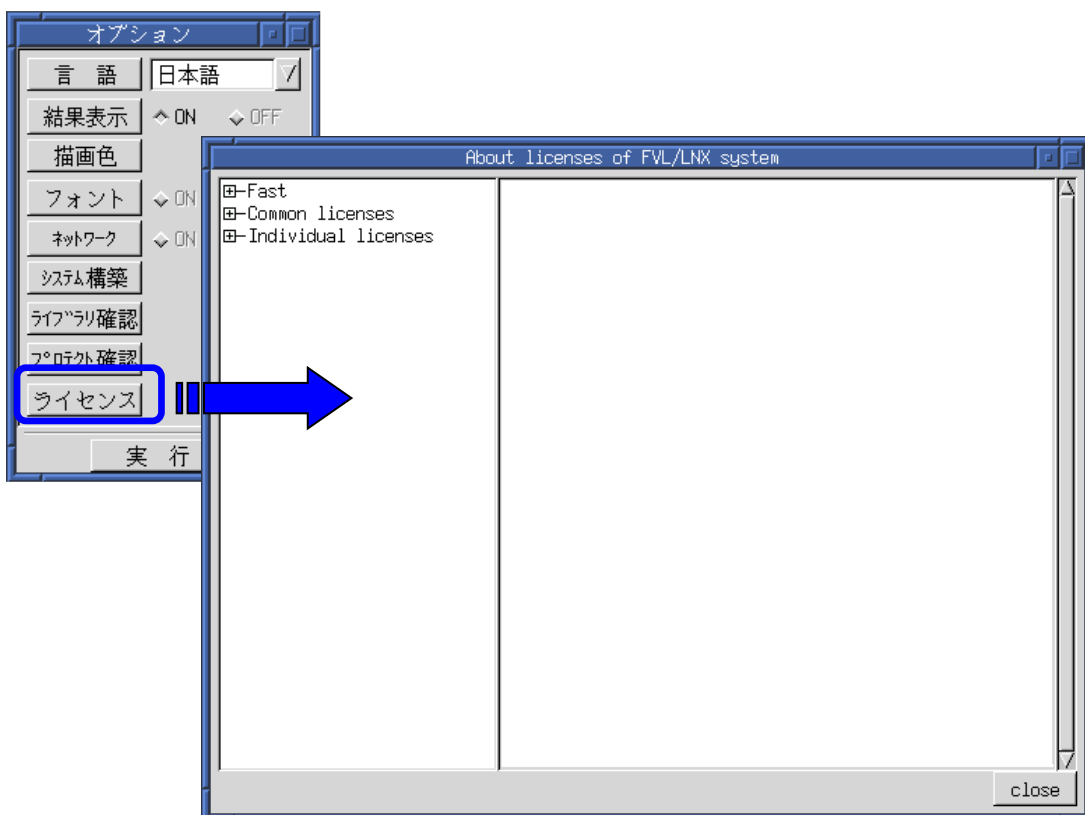 オプション
言 語 日本語
結果表示 ON OFF
描画色
フォント ON
ﾈｯﾄﾜｰｸ ON
ｼｽﾃﾑ構築
ﾗｲﾌﾞﾗﾘ確認
ﾌﾟﾛﾃｸﾄ確認
ライセンス
実 行
About licenses of FVL/LNX system
Fast
Common licenses
Individual licenses
close